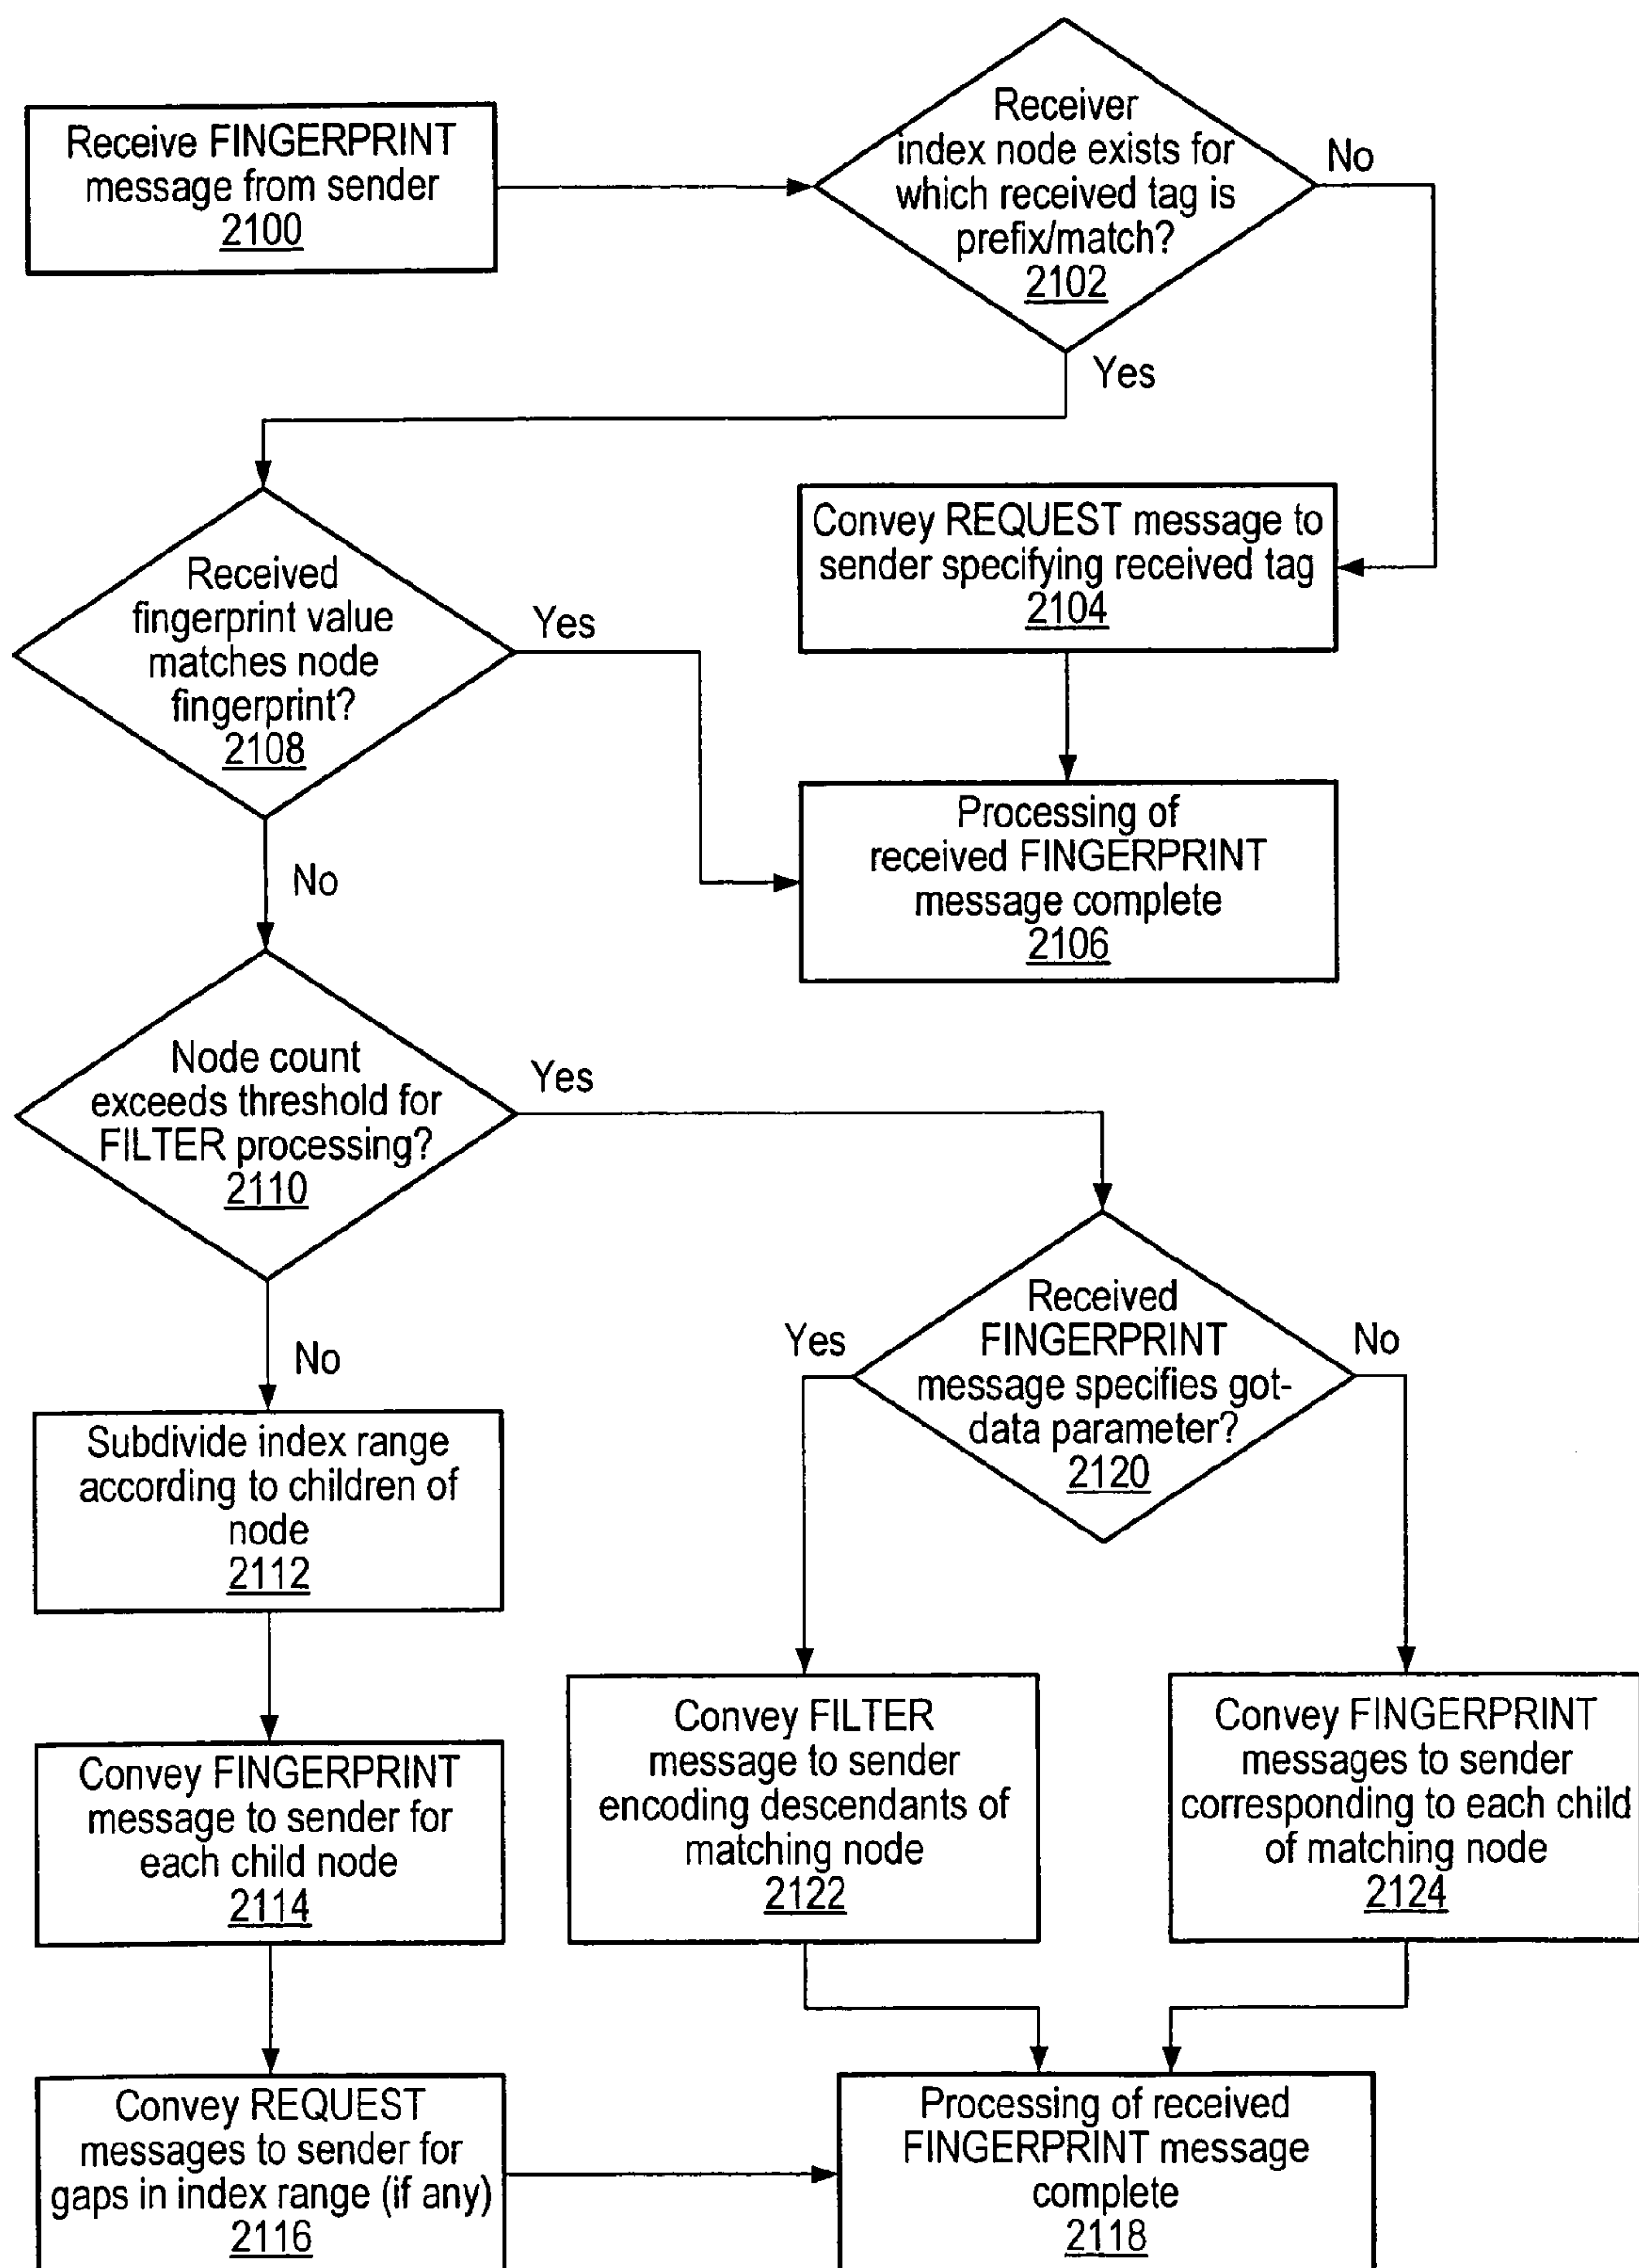 Receive FINGERPRINT
message from sender
2100
Receiver
index node exists for
which received tag is
prefix/match?
2102
No
Yes
Convey REQUEST message to
sender specifying received tag
2104
Received
fingerprint value
matches node
fingerprint?
2108
Yes
No
Processing of
received FINGERPRINT
message complete
2106
Node count
exceeds threshold for
FILTER processing?
2110
Yes
No
Received
FINGERPRINT
message specifies got-
data parameter?
2120
Yes
No
Subdivide index range
according to children of
node
2112
Convey FINGERPRINT
message to sender for
each child node
2114
Convey FILTER
message to sender
encoding descendants of
matching node
2122
Convey FINGERPRINT
messages to sender
corresponding to each child
of matching node
2124
Convey REQUEST
messages to sender for
gaps in index range (if any)
2116
Processing of received
FINGERPRINT message
complete
2118